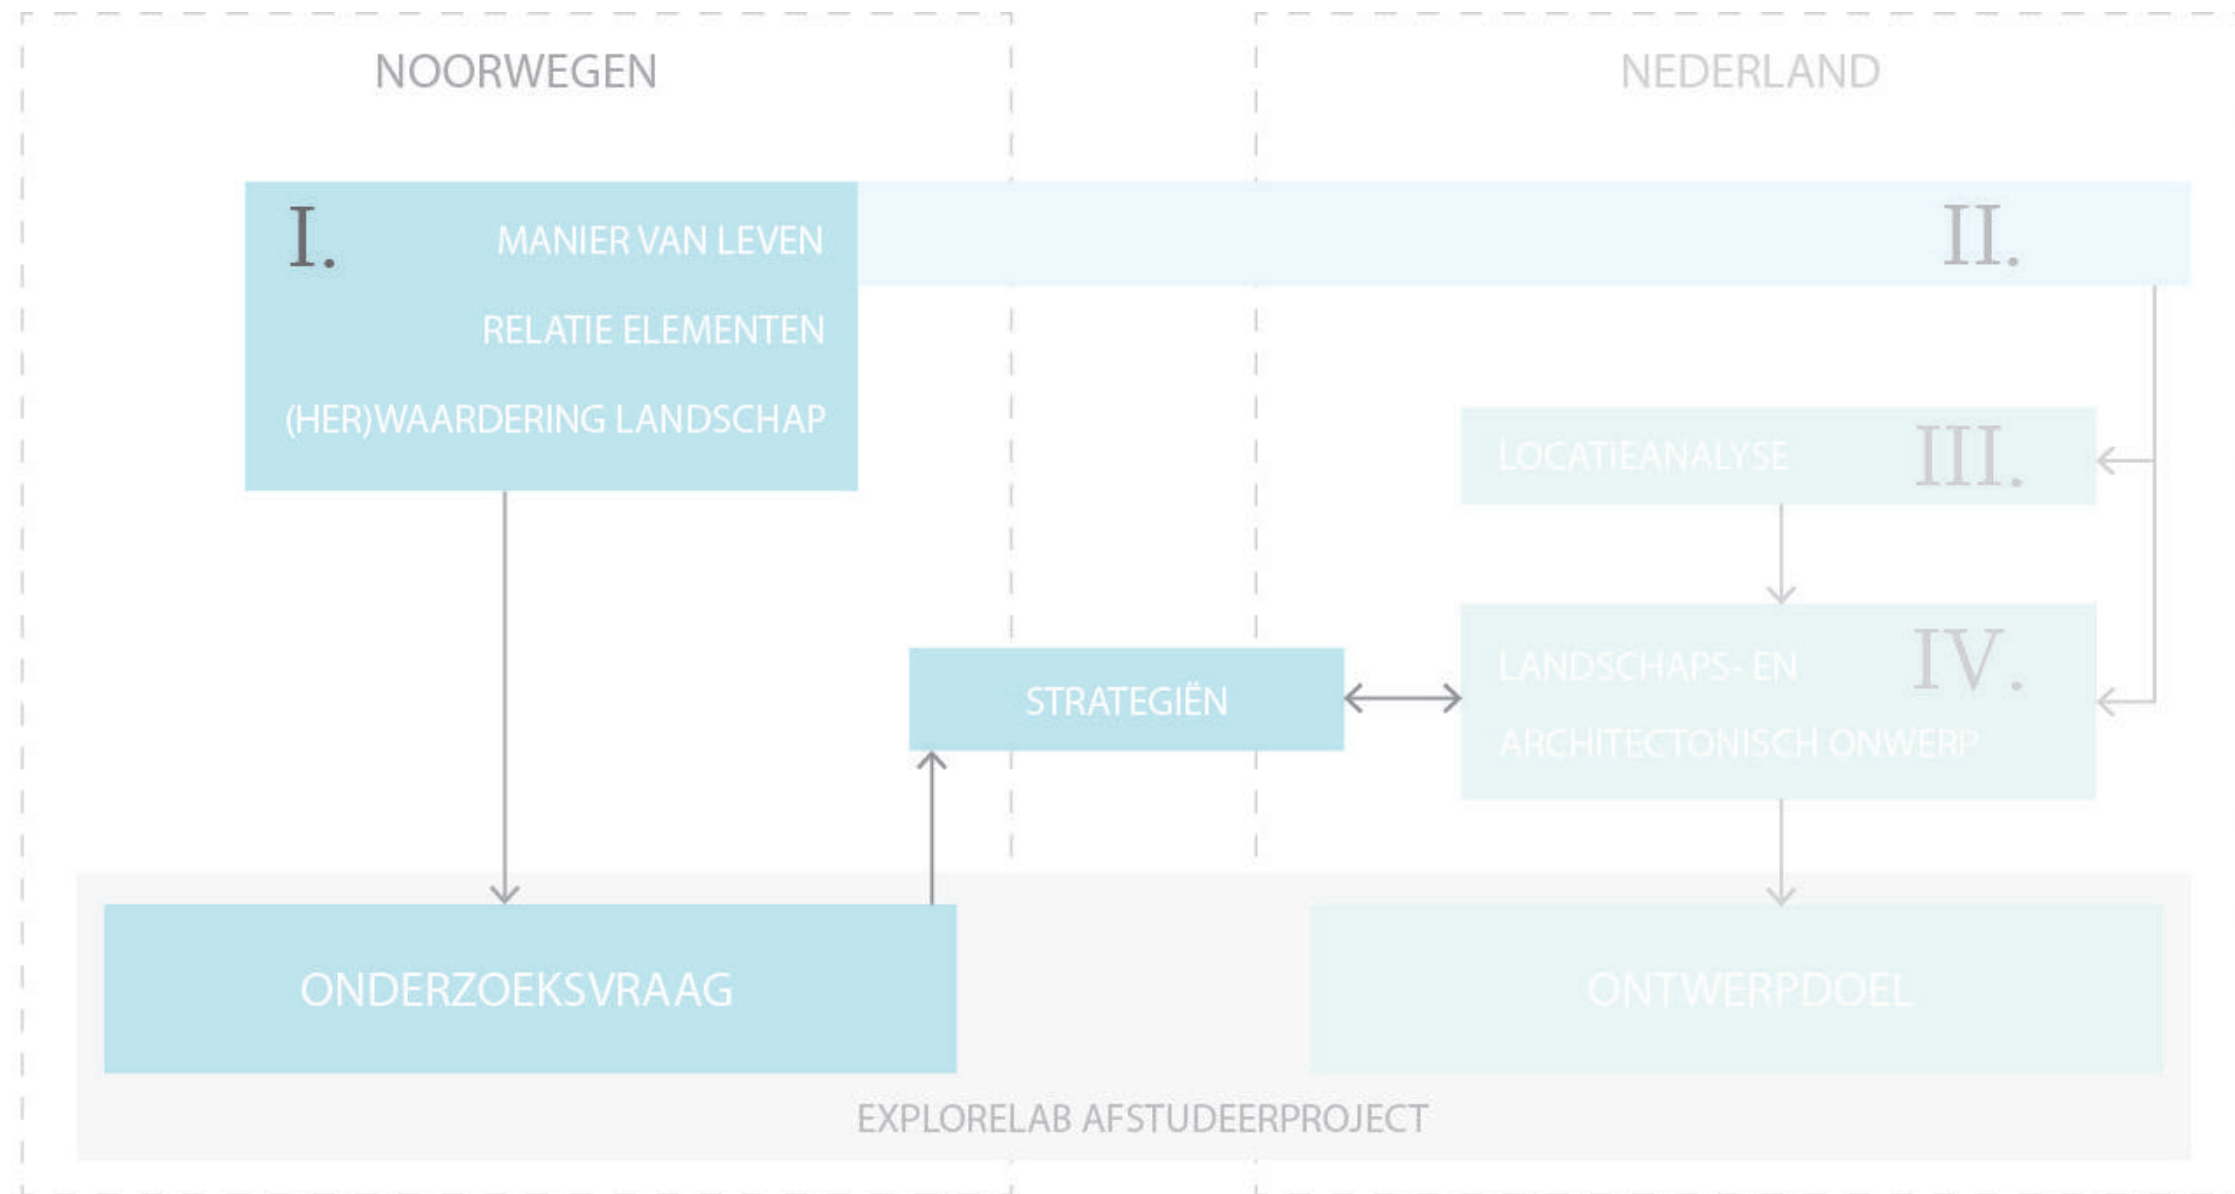 NOORWEGEN
NEDERLAND
I.
MANIER VAN LEVEN
II.
RELATIE ELEMENTEN
(HER)WAARDERING LANDSCHAP
LOCATIEANALYSE
III.
STRATEGIËN
LANDSCHAPS- EN
IV.
ARCHITECTONISCH ONWERP
ONDERZOEKSVRAAG
ONTWERPDOEL
EXPLORELAB AFSTUDEERPROJECT